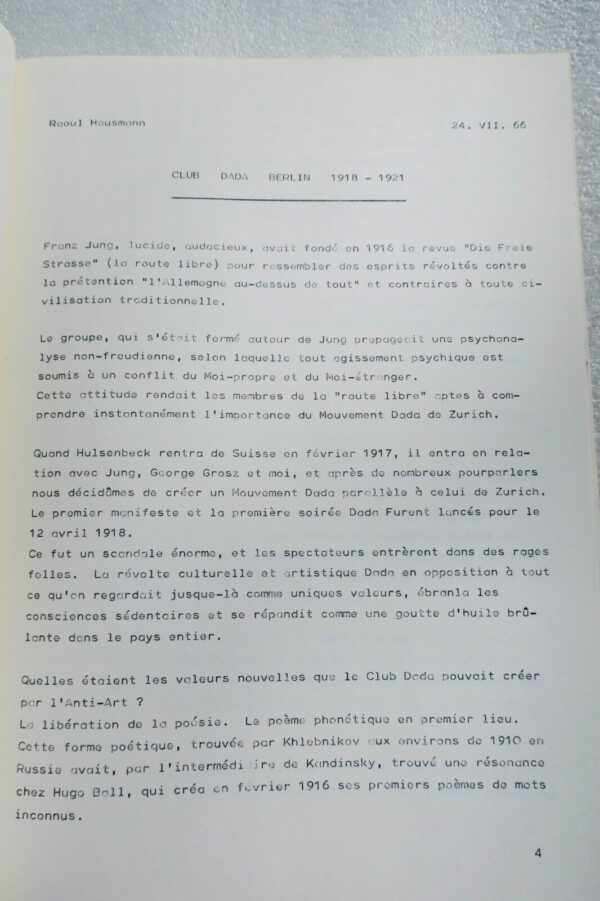 Raoul Hausmann
24. VII. 66
CLUB DADA BERLIN 1918 - 1921
Franz Jung, lucide, audacieux, avait fondé en 1916 la revue "Die Freie
Strasse" (la route libre) pour rassembler des esprits révoltés contre
la prétention "l'Allemagne au-dessus de tout" et contraires à toute ci-
vilisation traditionnelle.
Le groupe, qui s'était formé autour de Jung propageait une psychana-
lyse non-freudienne, selon laquelle tout agissement psychique est
soumis à un conflit du Moi-propre et du Moi-étranger.
Cette attitude rendait les membres de la "route libre" aptes à com-
prendre instantanément l'importance du Mouvement Dada de Zurich.
Quand Hulsenbeck rentra de Suisse en février 1917, il entra en rela-
tion avec Jung, George Grosz et moi, et après de nombreux pourparlers
nous décidâmes de créer un Mouvement Dada parallèle à celui de Zurich.
Le premier manifeste et la première soirée Dada Furent lancés pour le
12 avril 1918.
Ce fut un scandale énorme, et les spectateurs entrèrent dans des rages
folles. La révolte culturelle et artistique Dada en opposition à tout
ce qu'on regardait jusque-là comme uniques valeurs, ébranla les
consciences sédentaires et se répandit comme une goutte d'huile brû-
lante dans le pays entier.
Quelles étaient les valeurs nouvelles que le Club Dada pouvait créer
par l'Anti-Art ?
La libération de la poésie. Le poème phonétique en premier lieu.
Cette forme poétique, trouvée par Khlebnikov aux environs de 1910 en
Russie avait, par l'intermédiaire de Kandinsky, trouvé une résonance
chez Hugo Ball, qui créa en février 1916 ses premiers poèmes de mots
inconnus.
4